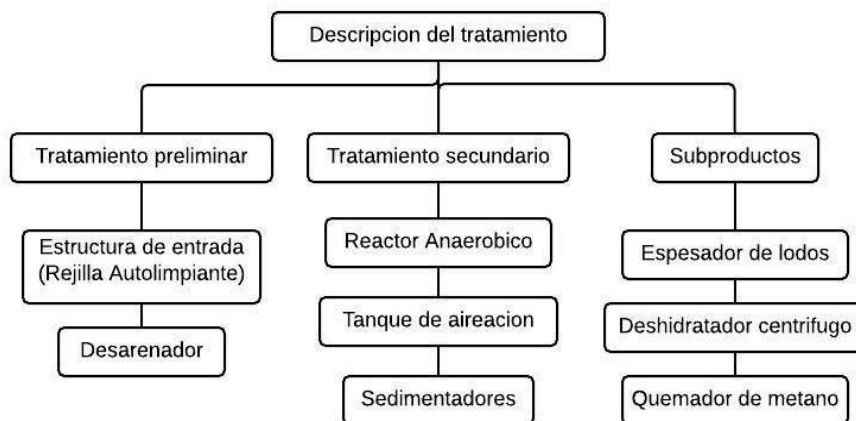 Descripcion del tratamiento
Tratamiento preliminar
Estructura de entrada
(Rejilla Autolimpiante)
Desarenador
Tratamiento secundario
Reactor Anaerobico
Tanque de aireacion
Sedimentadores
Subproductos
Espesador de lodos
Deshidratador centrifugo
Quemador de metano